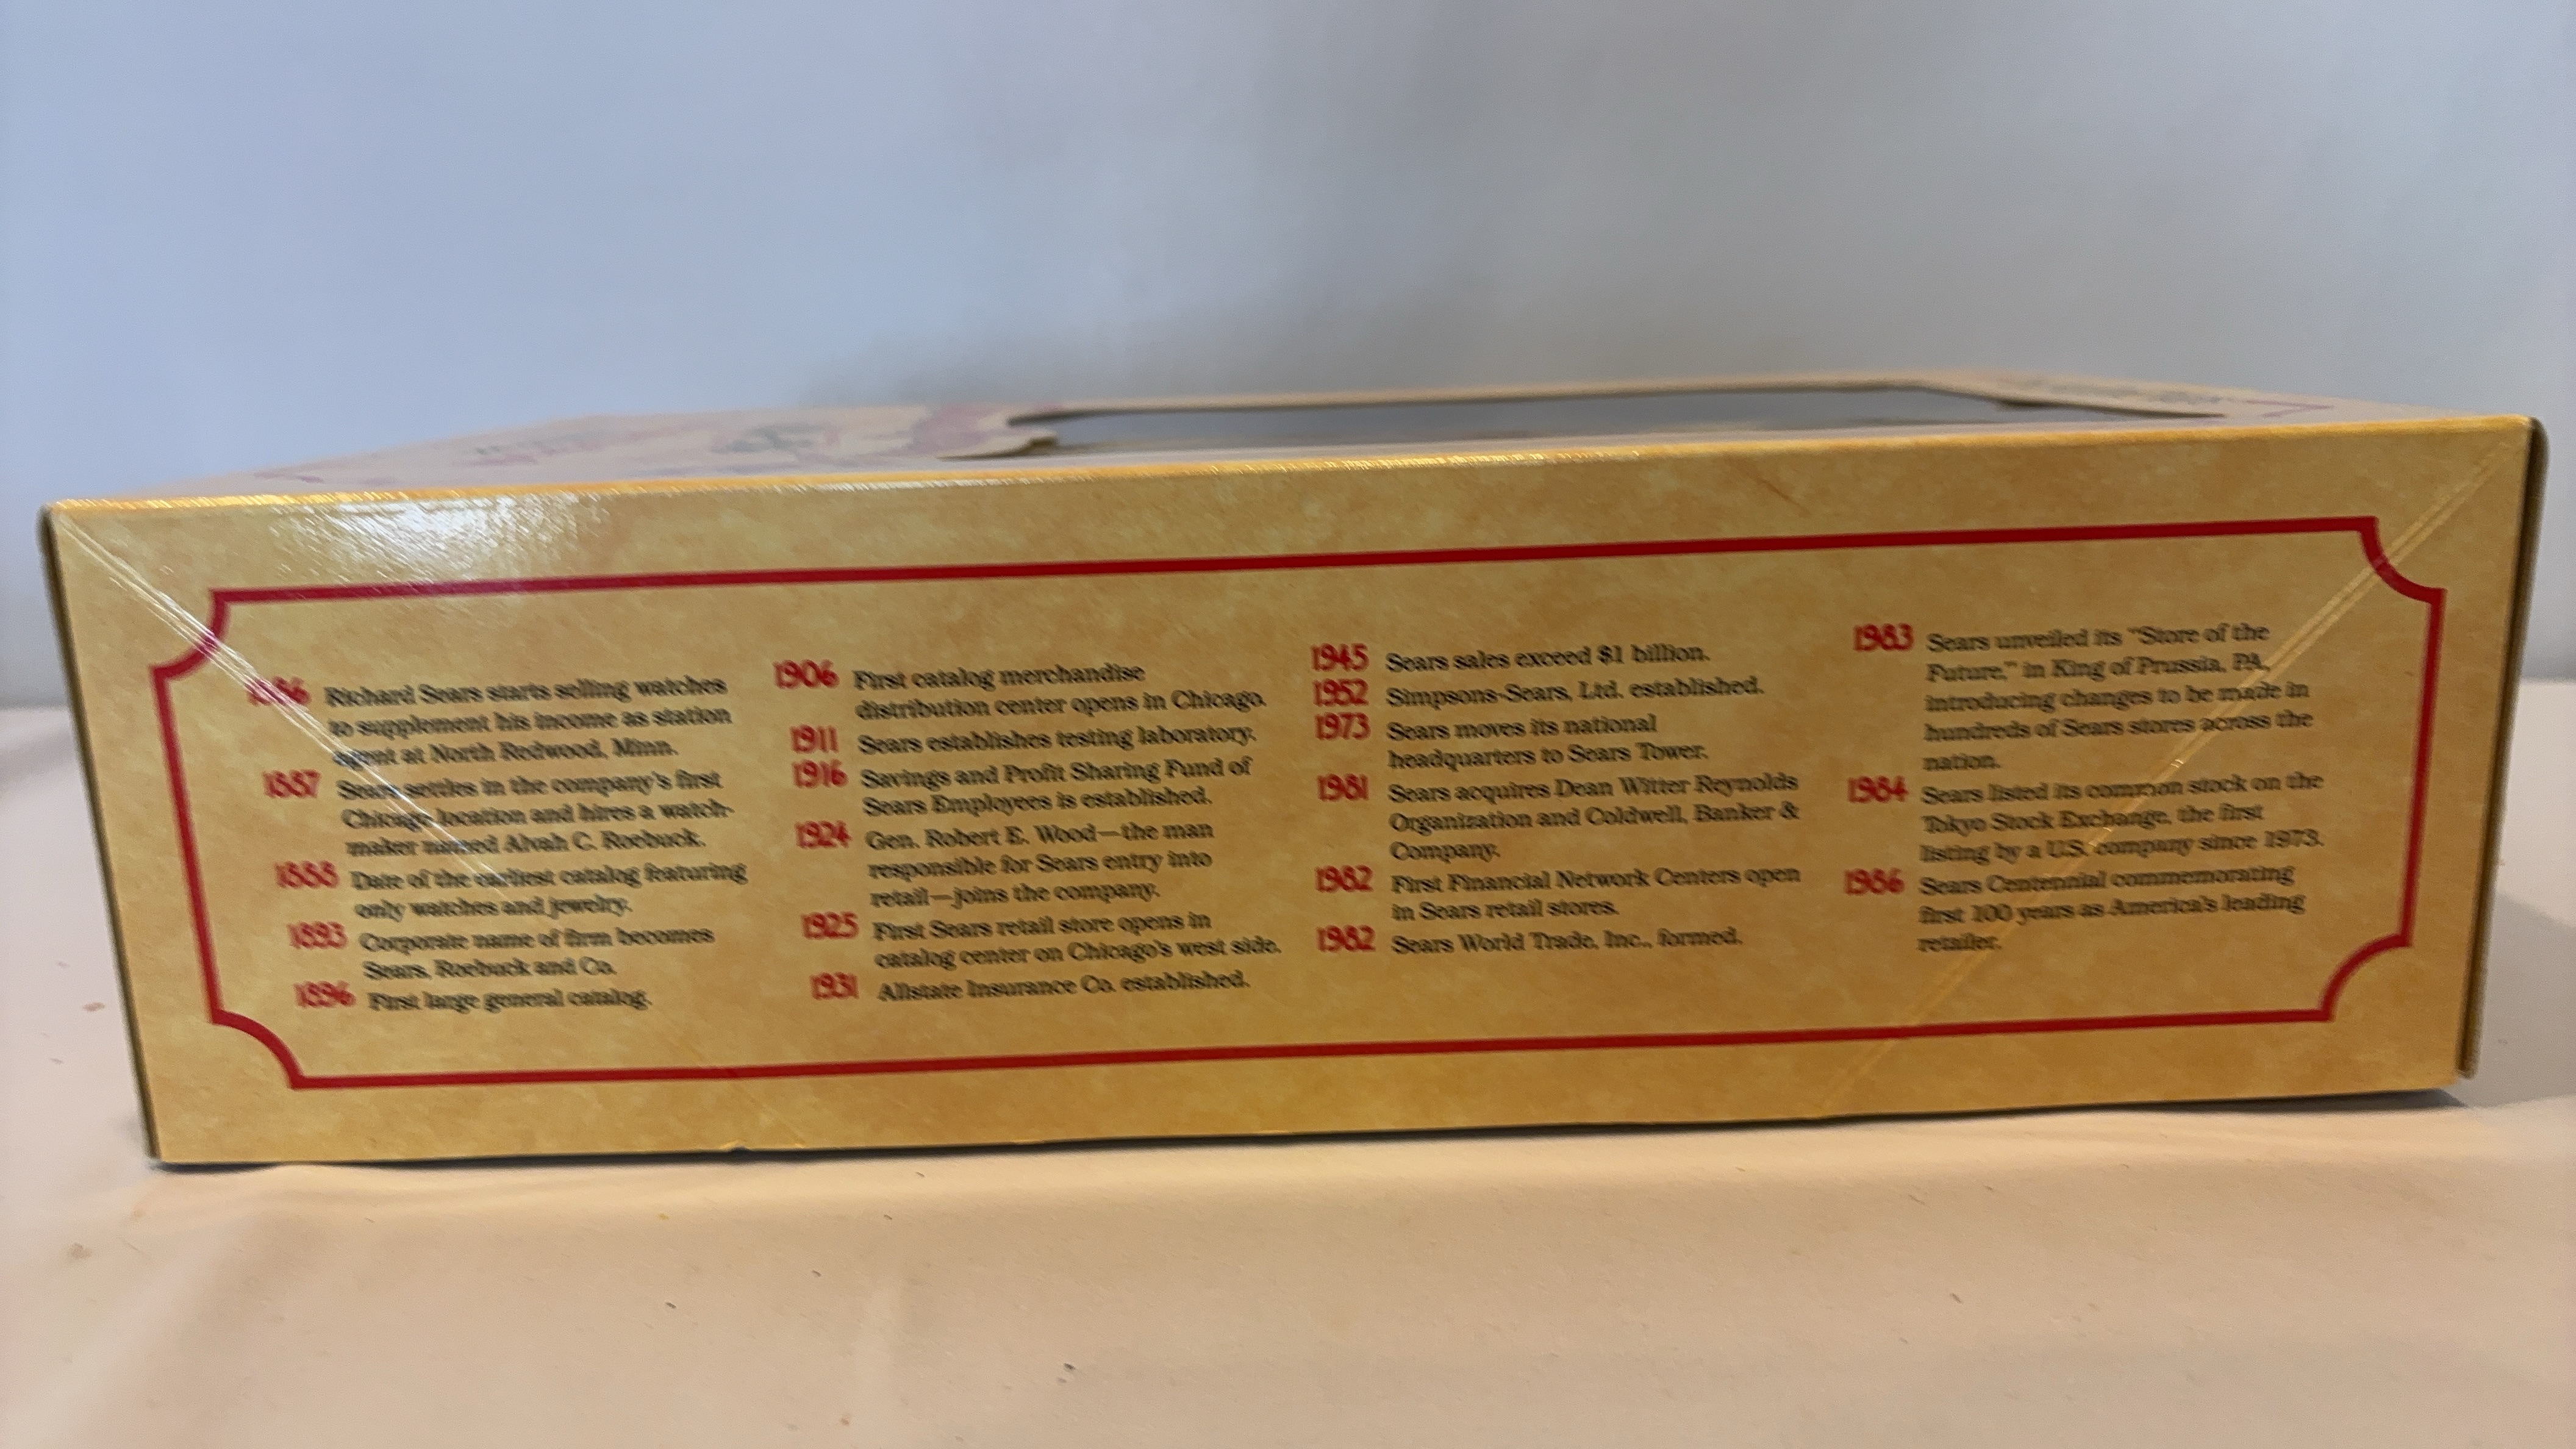 1886 Richard Sears starts selling watches
to supplement his income as station
agent at North Redwood, Minn.
1887 Sears settles in the company's first
Chicago location and hires a watch-
maker named Alvah C. Roebuck.
1888 Date of the earliest catalog featuring
only watches and jewelry.
1893 Corporate name of firm becomes
Sears, Roebuck and Co.
1896 First large general catalog.
1906 First catalog merchandise
distribution center opens in Chicago.
1911 Sears establishes testing laboratory.
1916 Savings and Profit Sharing Fund of
Sears Employees is established.
1924 Gen. Robert E. Wood—the man
responsible for Sears entry into
retail—joins the company.
1925 First Sears retail store opens in
catalog center on Chicago's west side.
1931 Allstate Insurance Co. established.
1945 Sears sales exceed $1 billion.
1952 Simpsons-Sears, Ltd. established.
1973 Sears moves its national
headquarters to Sears Tower.
1981 Sears acquires Dean Witter Reynolds
Organization and Coldwell, Banker &
Company.
1982 First Financial Network Centers open
in Sears retail stores.
1982 Sears World Trade, Inc., formed.
1983 Sears unveiled its "Store of the
Future," in King of Prussia, PA,
introducing changes to be made in
hundreds of Sears stores across the
nation.
1984 Sears listed its common stock on the
Tokyo Stock Exchange, the first
listing by a U.S. company since 1973.
1986 Sears Centennial commemorating
first 100 years as America's leading
retailer.